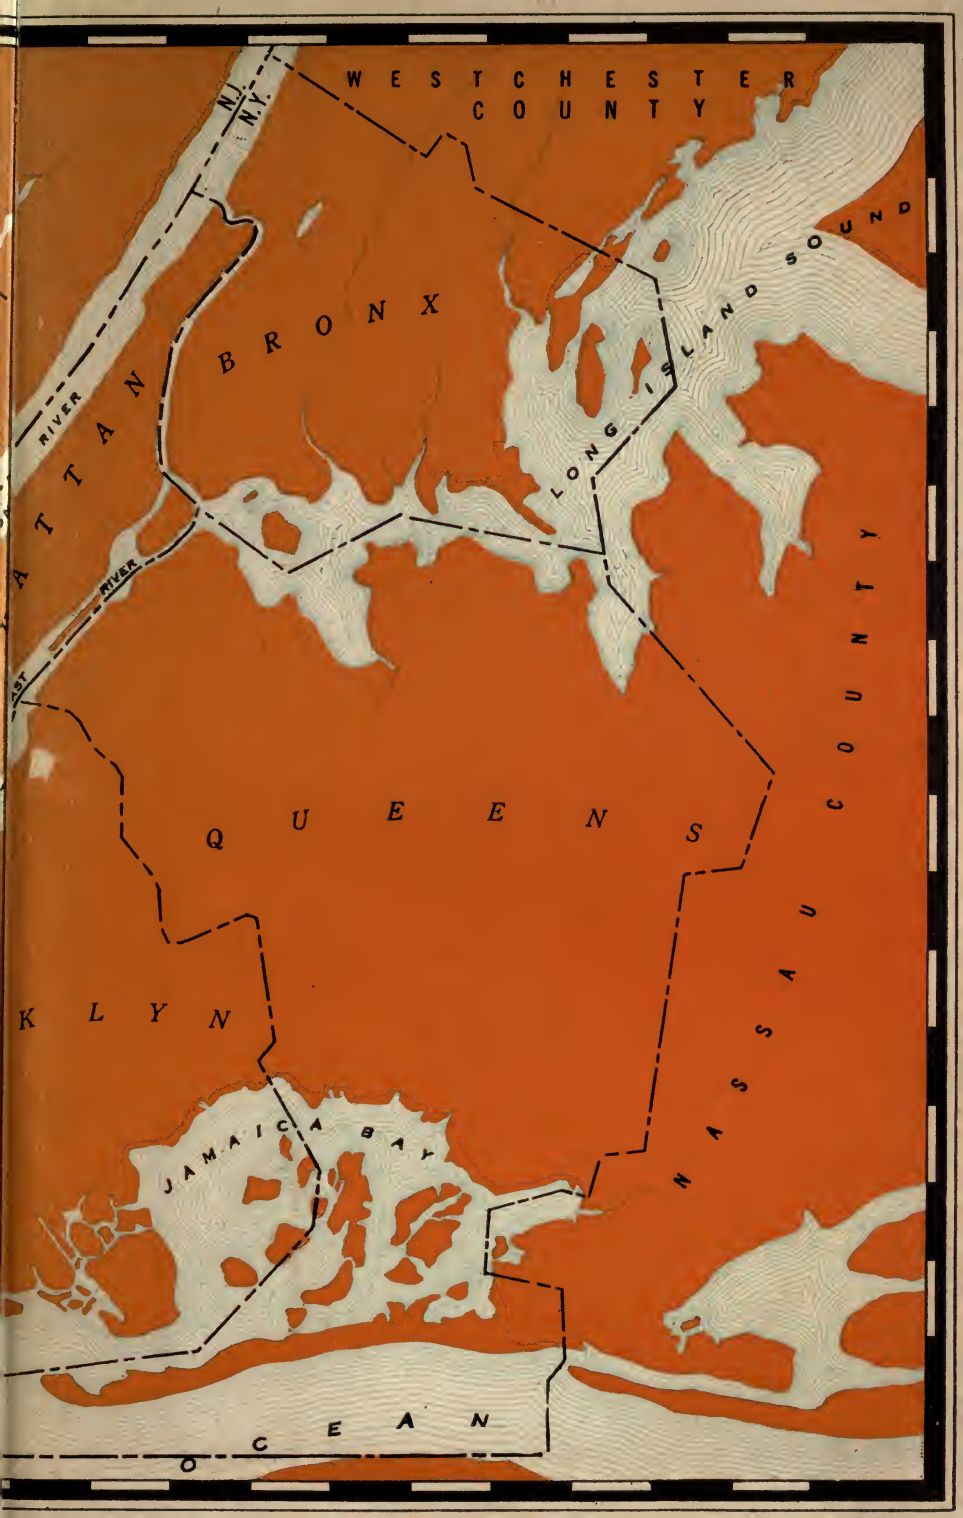 WESTCHESTER
COUNTY
N.J.
N.Y.
RIVER
ATTAN
BRONX
LONG ISLAND SOUND
RIVER
AST
QUEENS
NASSAU COUNTY
KLYN
JAMAICA BAY
OCEAN